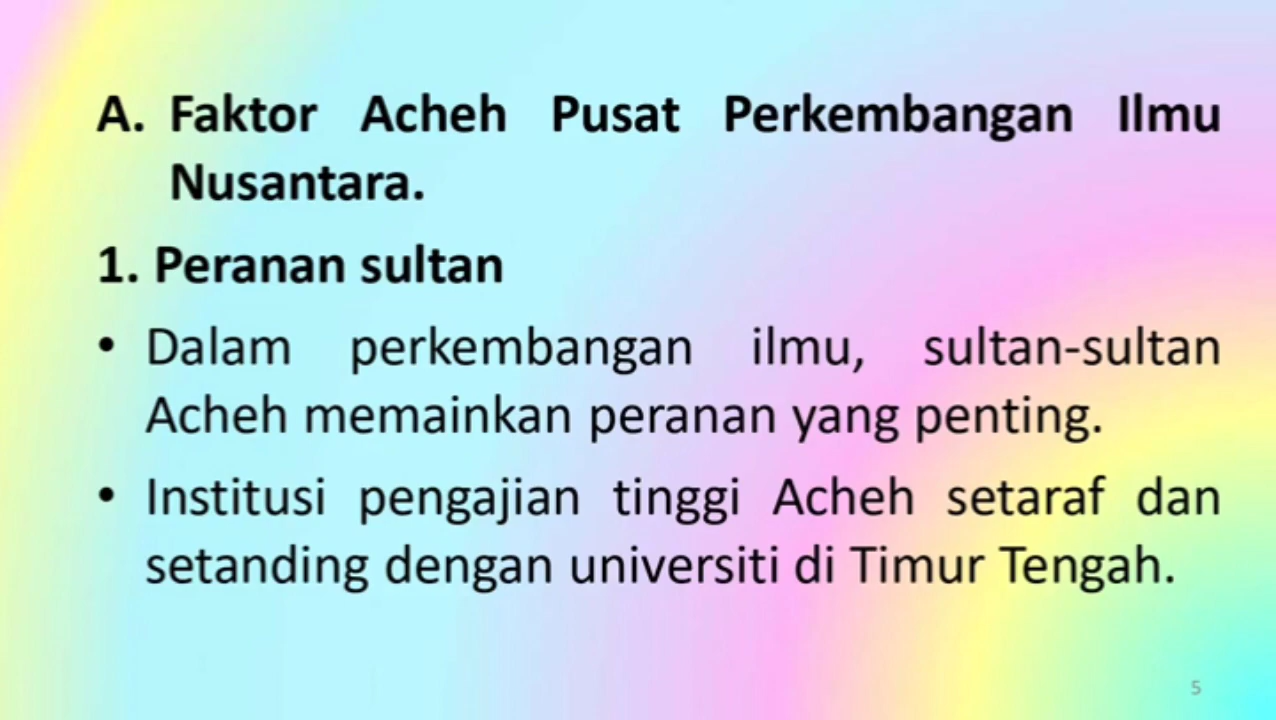 A. Faktor Acheh Pusat Perkembangan Ilmu
Nusantara.
1. Peranan sultan
• Dalam perkembangan ilmu, sultan-sultan
Acheh memainkan peranan yang penting.
• Institusi pengajian tinggi Acheh setaraf dan
setanding dengan universiti di Timur Tengah.
5